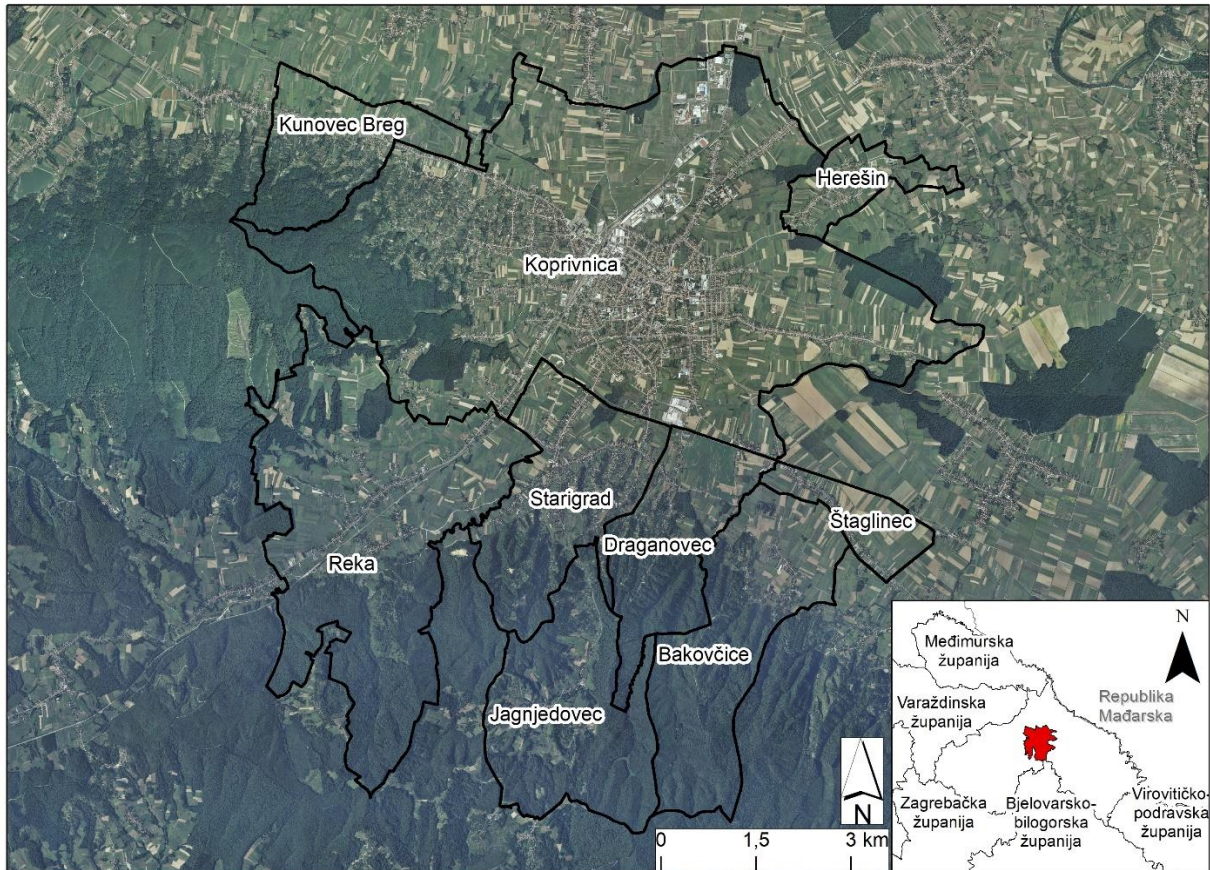 Kunovec Breg
Herešin
Koprivnica
Starigrad
Štaglinec
Draganovec
Reka
Bakovčice
Jagnjedovec
N
0 1,5 3 km
N
Međimurska
županija
Republika
Mađarska
Varaždinska
županija
Zagrebačka
županija
Bjelovarsko-
bilogorska
županija
Virovitičko-
podravska
županija